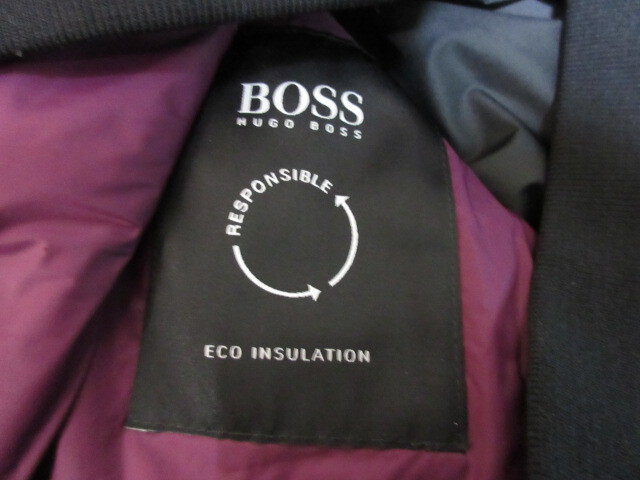 BOSS
HUGO BOSS
RESPONSIBLE
ECO INSULATION